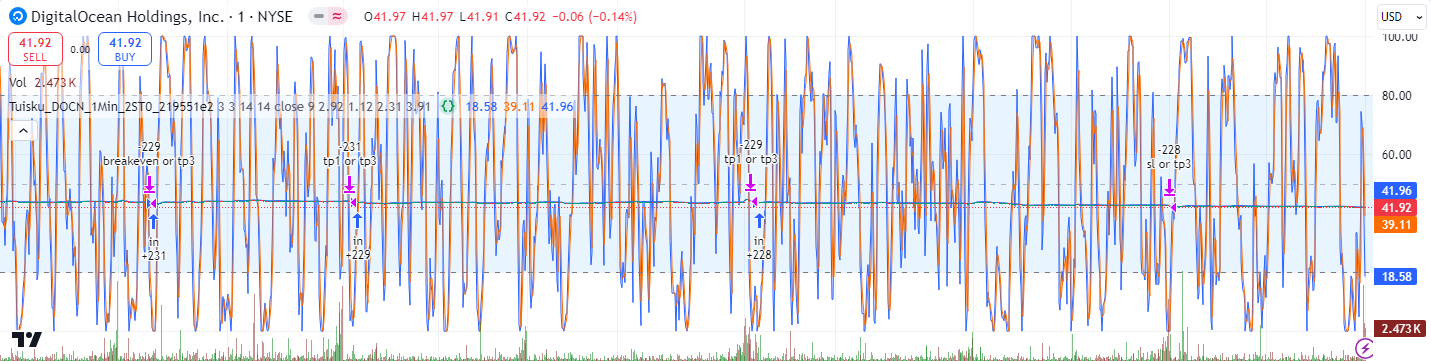 DigitalOcean Holdings, Inc. · 1 · NYSE O41.97 H41.97 L41.91 C41.92 −0.06 (−0.14%)
USD
41.92
SELL
0.00
41.92
BUY
Vol 2.473 K
Tuisku_DOCN_1Min_2ST0_219551e2 3 3 14 14 close 9 2.92 1.12 2.31 3.91 {} 18.58 39.11 41.96
100.00
80.00
60.00
41.96
41.92
39.11
18.58
2.473 K
-229
breakeven or tp3
in
+231
-231
tp1 or tp3
in
+229
-229
tp1 or tp3
in
+228
-228
sl or tp3